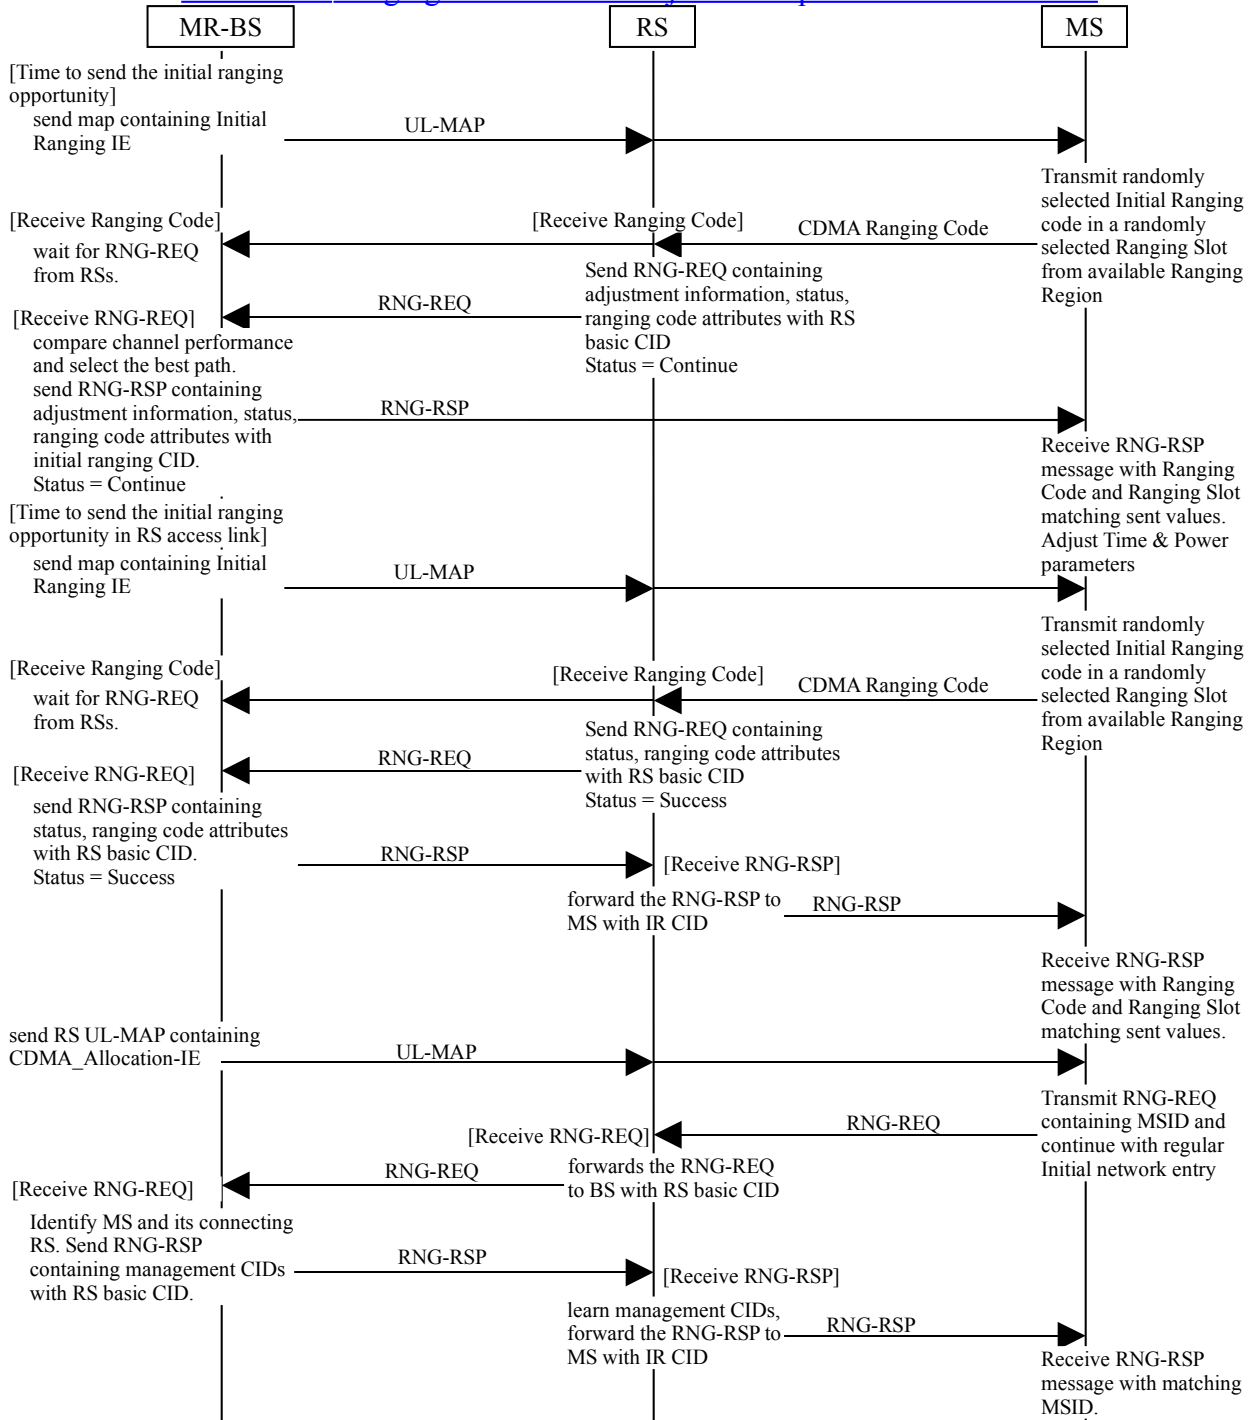 MR-BS
RS
MS
[Time to send the initial ranging
opportunity]
send map containing Initial
Ranging IE
UL-MAP
Transmit randomly
selected Initial Ranging
code in a randomly
selected Ranging Slot
from available Ranging
Region
[Receive Ranging Code]
wait for RNG-REQ
from RSs.
[Receive Ranging Code]
CDMA Ranging Code
Send RNG-REQ containing
adjustment information, status,
ranging code attributes with RS
basic CID
Status = Continue
RNG-REQ
[Receive RNG-REQ]
compare channel performance
and select the best path.
send RNG-RSP containing
adjustment information, status,
ranging code attributes with
initial ranging CID.
Status = Continue
RNG-RSP
Receive RNG-RSP
message with Ranging
Code and Ranging Slot
matching sent values.
Adjust Time & Power
parameters
[Time to send the initial ranging
opportunity in RS access link]
send map containing Initial
Ranging IE
UL-MAP
Transmit randomly
selected Initial Ranging
code in a randomly
selected Ranging Slot
from available Ranging
Region
[Receive Ranging Code]
wait for RNG-REQ
from RSs.
[Receive Ranging Code]
CDMA Ranging Code
Send RNG-REQ containing
status, ranging code attributes
with RS basic CID
Status = Success
RNG-REQ
[Receive RNG-REQ]
send RNG-RSP containing
status, ranging code attributes
with RS basic CID.
Status = Success
RNG-RSP
[Receive RNG-RSP]
forward the RNG-RSP to
MS with IR CID
RNG-RSP
Receive RNG-RSP
message with Ranging
Code and Ranging Slot
matching sent values.
send RS UL-MAP containing
CDMA_Allocation-IE
UL-MAP
Transmit RNG-REQ
containing MSID and
continue with regular
Initial network entry
RNG-REQ
[Receive RNG-REQ]
forwards the RNG-REQ
to BS with RS basic CID
RNG-REQ
[Receive RNG-REQ]
Identify MS and its connecting
RS. Send RNG-RSP
containing management CIDs
with RS basic CID.
RNG-RSP
[Receive RNG-RSP]
learn management CIDs,
forward the RNG-RSP to
MS with IR CID
RNG-RSP
Receive RNG-RSP
message with matching
MSID.